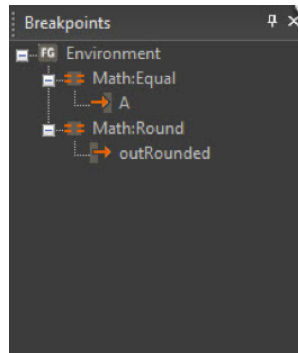 Breakpoints
FG Environment
Math:Equal
A
Math:Round
outRounded